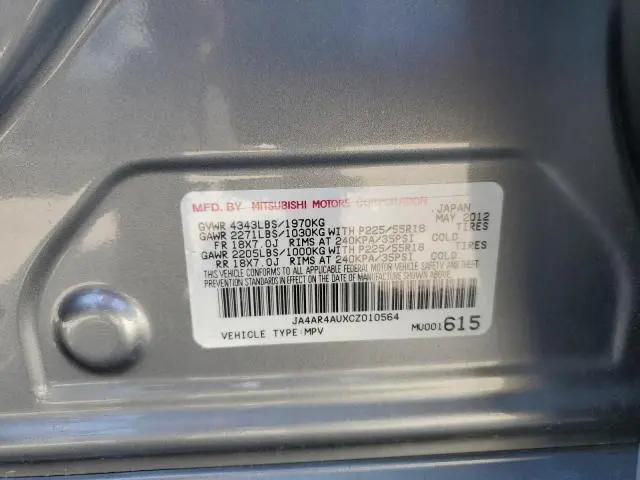 MFD. BY MITSUBISHI MOTORS CORPORATION JAPAN
GVWR 4343LBS/1970KG MAY 2012
GAWR 2271LBS/1030KG WITH P225/55R18 TIRES
FR 18X7.0J RIMS AT 240KPA/35PSI COLD
GAWR 2205LBS/1000KG WITH P225/55R18 TIRES
RR 18X7.0J RIMS AT 240KPA/35PSI COLD
THIS VEHICLE CONFORMS TO ALL APPLICABLE FEDERAL MOTOR VEHICLE SAFETY, BUMPER, AND THEFT
PREVENTION STANDARDS IN EFFECT ON THE DATE OF MANUFACTURE SHOWN ABOVE.
JA4AR4AUXCZ010564
VEHICLE TYPE:MPV MU001615